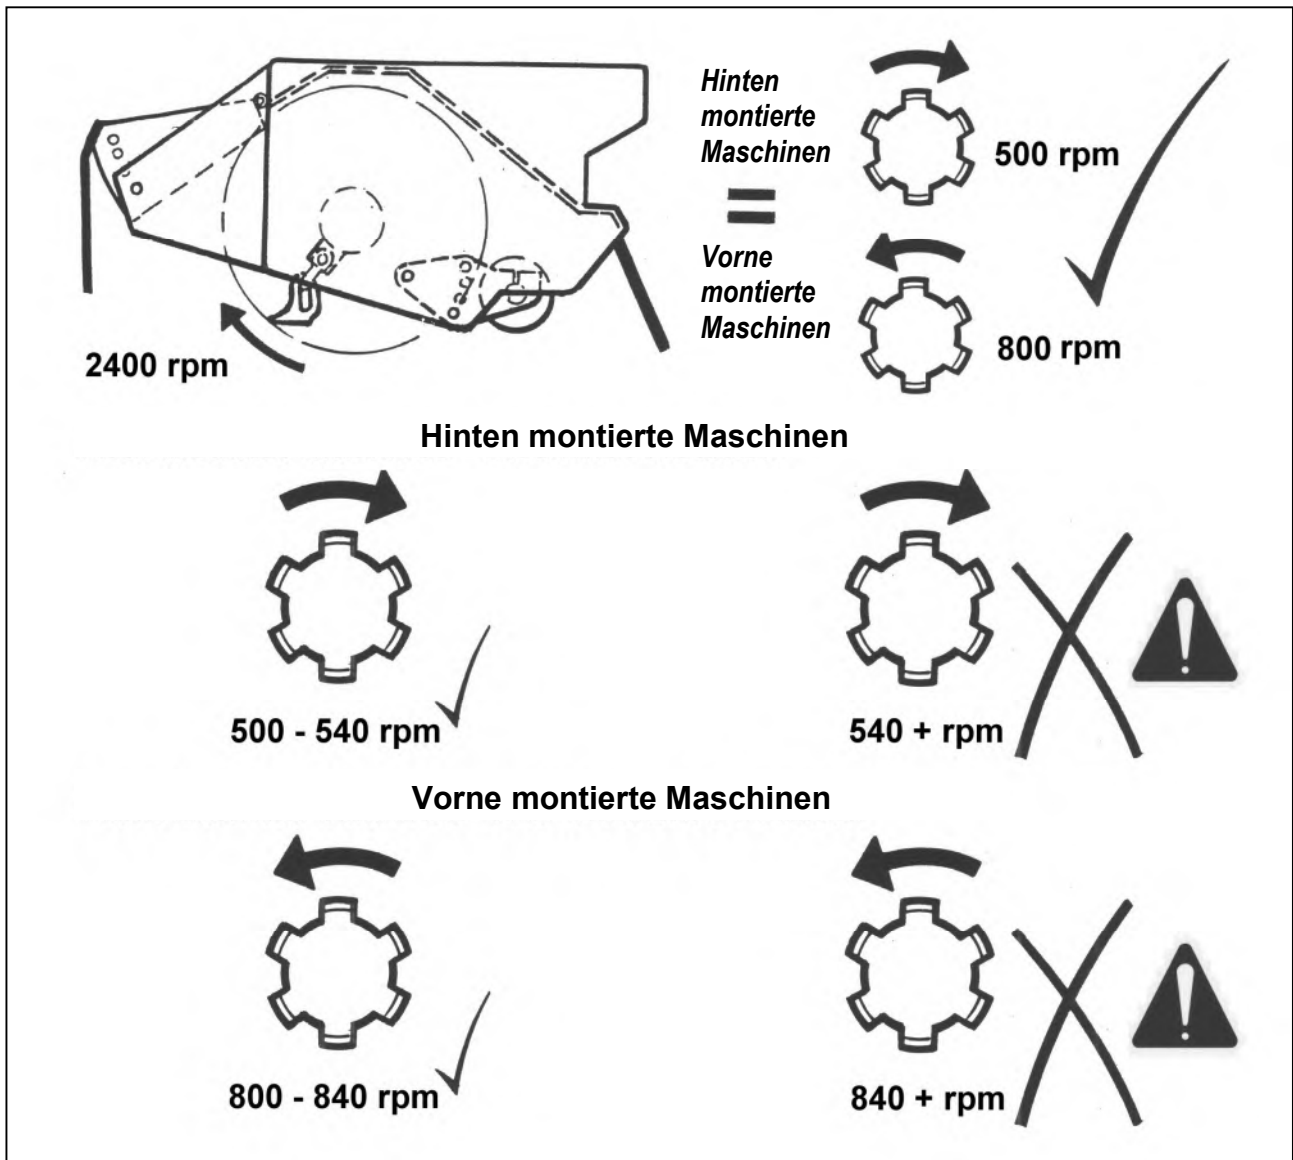 Hinten
montierte
Maschinen
500 rpm
=
Vorne
montierte
Maschinen
800 rpm
2400 rpm
Hinten montierte Maschinen
500 - 540 rpm
540 + rpm
Vorne montierte Maschinen
800 - 840 rpm
840 + rpm